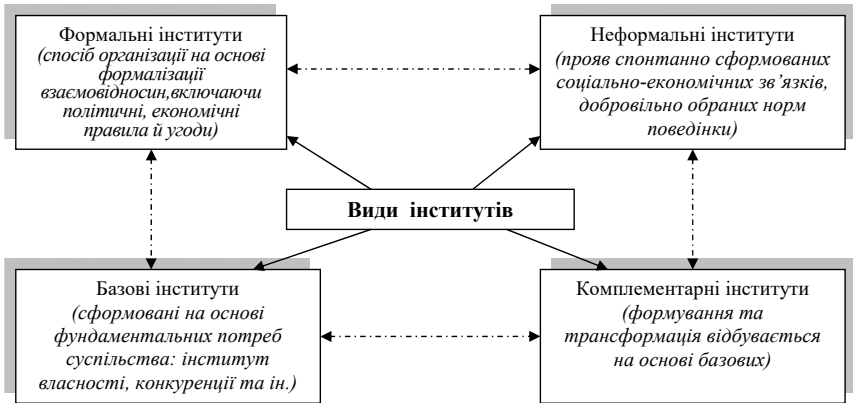 Формальні інститути
(спосіб організації на основі
формалізації
взаємовідносин,включаючи
політичні, економічні
правила й угоди)
Неформальні інститути
(прояв спонтанно сформованих
соціально-економічних зв’язків,
добровільно обраних норм
поведінки)
Види інститутів
Базові інститути
(сформовані на основі
фундаментальних потреб
суспільства: інститут
власності, конкуренції та ін.)
Комплементарні інститути
(формування та
трансформація відбувається
на основі базових)